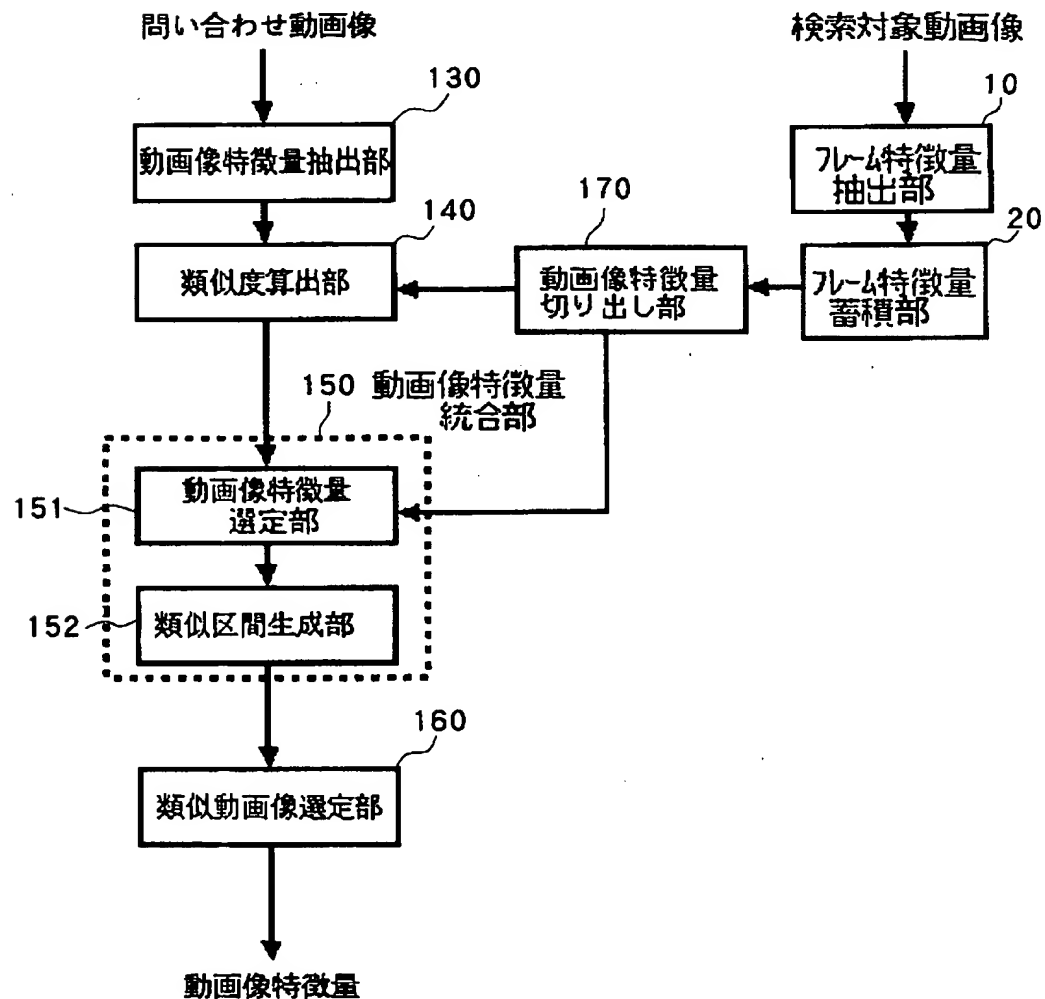 問い合わせ動画像
検索対象動画像
130
10
動画像特徴量抽出部
フレーム特徴量
抽出部
140
170
20
類似度算出部
動画像特徴量
切り出し部
フレーム特徴量
蓄積部
150 動画像特徴量
統合部
151
動画像特徴量
選定部
152
類似区間生成部
160
類似動画像選定部
動画像特徴量